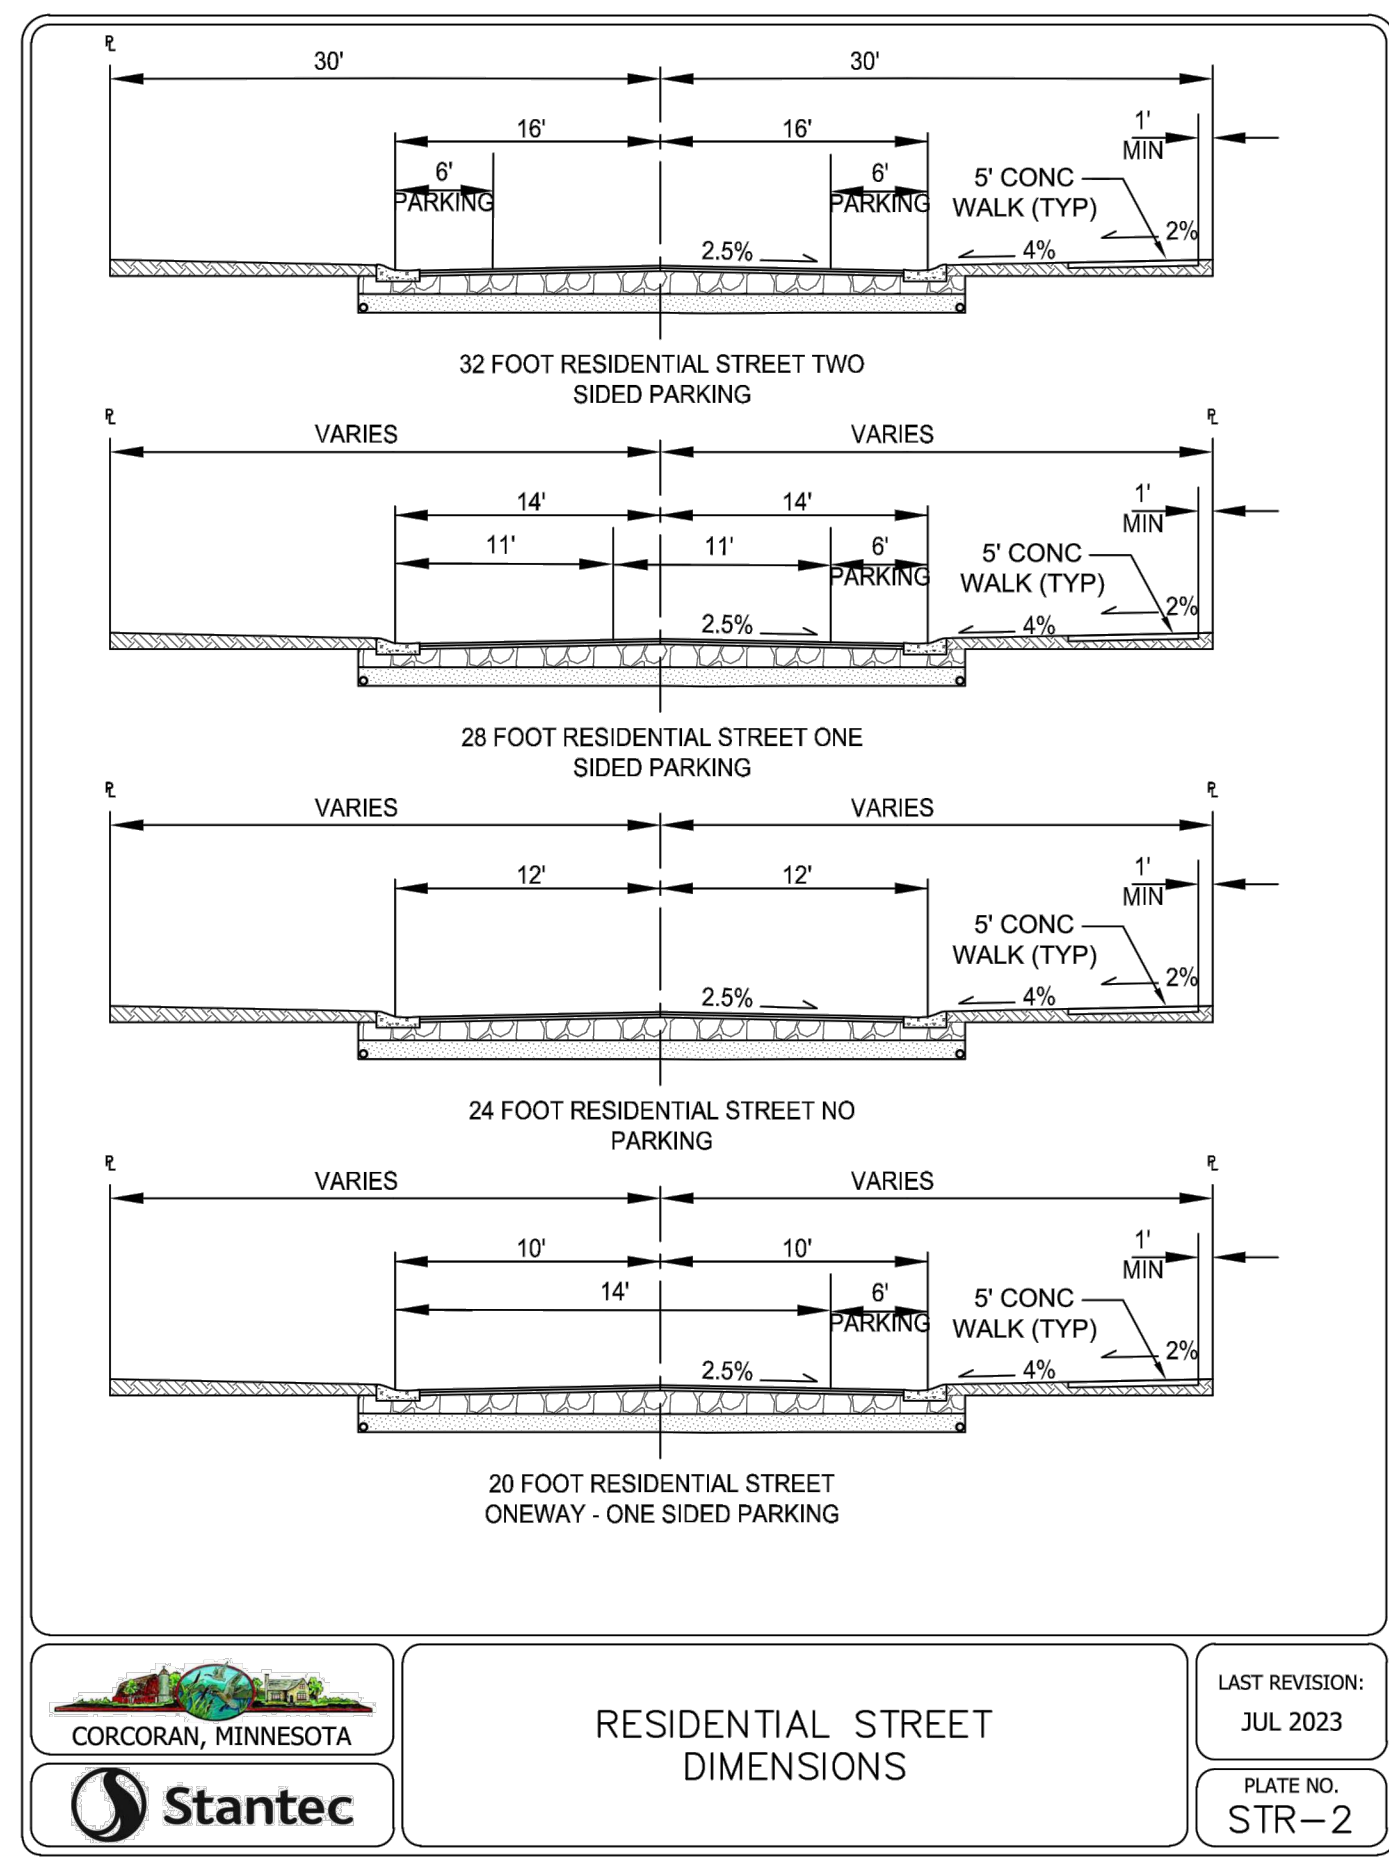 ℄
30' 30'
16' 16'
1'
MIN
6'
PARKING
6'
PARKING
5' CONC
WALK (TYP)
2.5%
4%
2%
32 FOOT RESIDENTIAL STREET TWO
SIDED PARKING
℄ ℄
VARIES VARIES
14' 14'
1'
MIN
11' 11'
6'
PARKING
5' CONC
WALK (TYP)
2.5%
4%
2%
28 FOOT RESIDENTIAL STREET ONE
SIDED PARKING
℄ ℄
VARIES VARIES
12' 12'
1'
MIN
5' CONC
WALK (TYP)
2.5%
4%
2%
24 FOOT RESIDENTIAL STREET NO
PARKING
℄ ℄
VARIES VARIES
10' 10'
1'
MIN
14'
6'
PARKING
5' CONC
WALK (TYP)
2.5%
4%
2%
20 FOOT RESIDENTIAL STREET
ONEWAY - ONE SIDED PARKING
CORCORAN, MINNESOTA
Stantec
RESIDENTIAL STREET
DIMENSIONS
LAST REVISION:
JUL 2023
PLATE NO.
STR-2